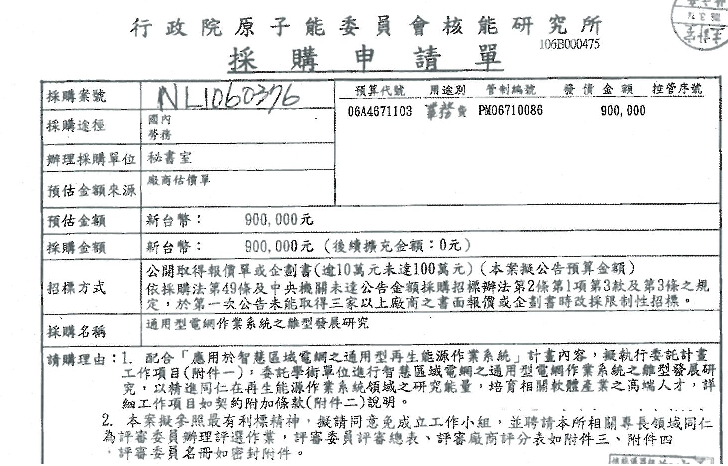 行政院原子能委員會核能研究所
106B000475
採購申請單
採購案號 NL1060376
預算代號 用途別 管制編號 發債金額 控管序號
06A4671103 業務費 PM06710086 900,000
採購途徑 國內
勞務
辦理採購單位 秘書室
預估金額來源 廠商估價單
預估金額 新台幣： 900,000元
採購金額 新台幣： 900,000元 (後續擴充金額：0元)
招標方式 公開取得報價單或企劃書(逾10萬元未達100萬元) (本案擬公告預算金額)
依採購法第49條及中央機關未達公告金額採購招標辦法第2條第1項第3款及第3條之規
定，於第一次公告未能取得三家以上廠商之書面報價或企劃書時改採限制性招標。
採購名稱 通用型電網作業系統之雛型發展研究
請購理由：1. 配合「應用於智慧區域電網之通用型再生能源作業系統」計畫內容，擬執行委託計畫
工作項目(附件一)，委託學術單位進行智慧區域電網之通用型電網作業系統之雛型發展研
究，以精進同仁在再生能源作業系統領域之研究能量，培育相關軟體產業之高端人才，詳
細工作項目如契約附加條款(附件二)說明。
2. 本案擬參照最有利標精神，擬請同意免成立工作小組，並聘請本所相關專長領域同仁
為評審委員辦理評選作業，評審委員評審總表、評審廠商評分表如附件三、附件四
，評審委員名冊如密封附件。